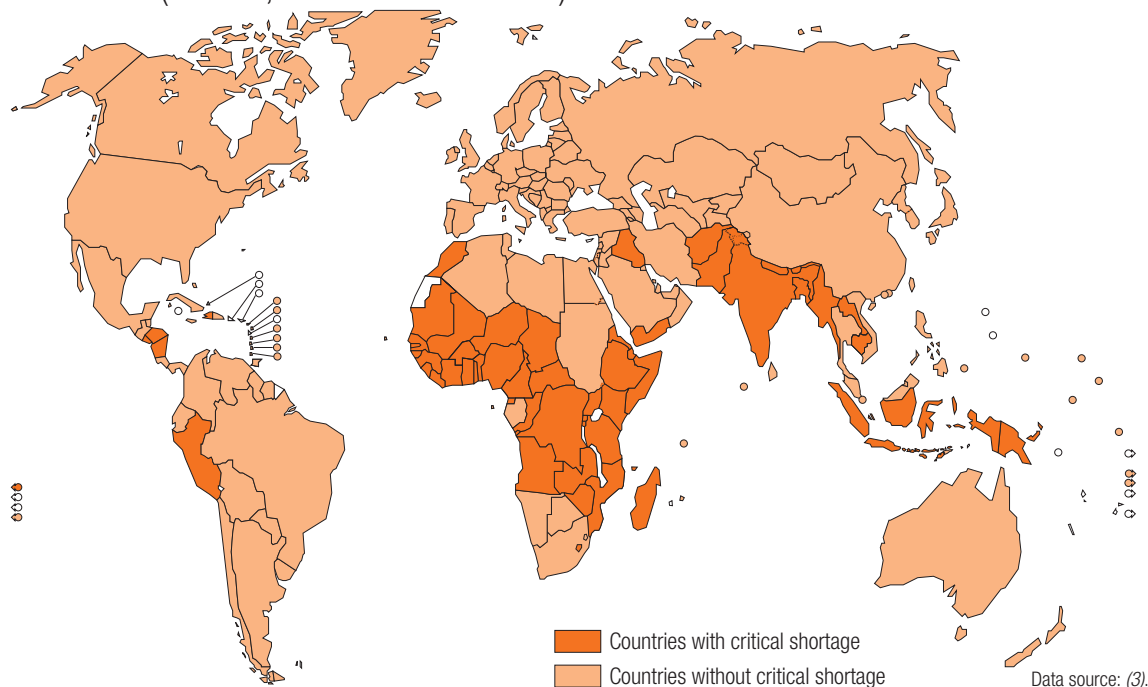 Countries with critical shortage
Countries without critical shortage
Data source: (3).